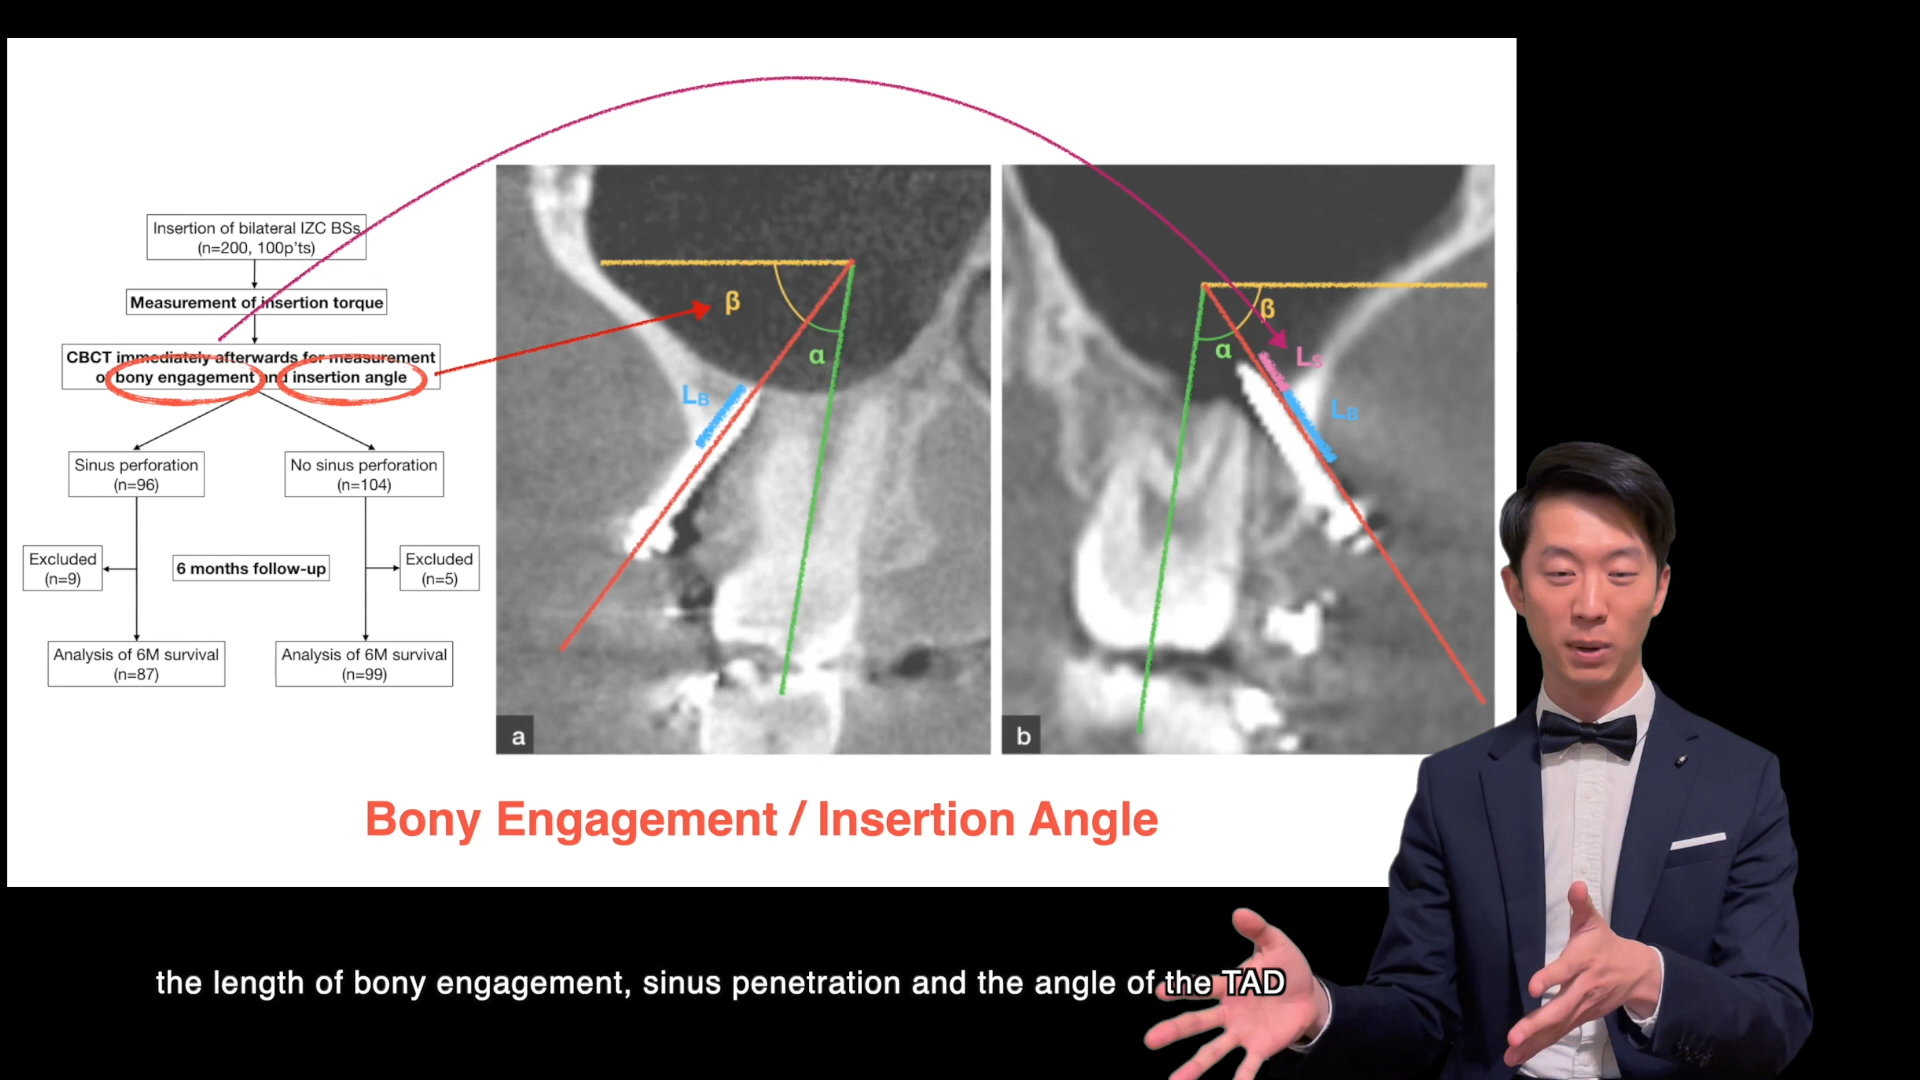 Insertion of bilateral IZC BSs
(n=200, 100p'ts)
Measurement of insertion torque
CBCT immediately afterwards for measurement
of bony engagement and insertion angle
Sinus perforation
(n=96)
No sinus perforation
(n=104)
Excluded
(n=9)
6 months follow-up
Excluded
(n=5)
Analysis of 6M survival
(n=87)
Analysis of 6M survival
(n=99)
β
α
LB
a
β
α
LS
LB
b
Bony Engagement / Insertion Angle
the length of bony engagement, sinus penetration and the angle of the TAD